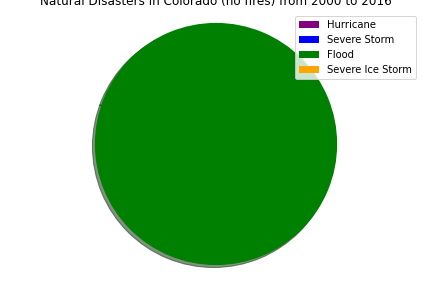 Natural Disasters in Colorado (no fires) from 2000 to 2016
Hurricane
Severe Storm
Flood
Severe Ice Storm